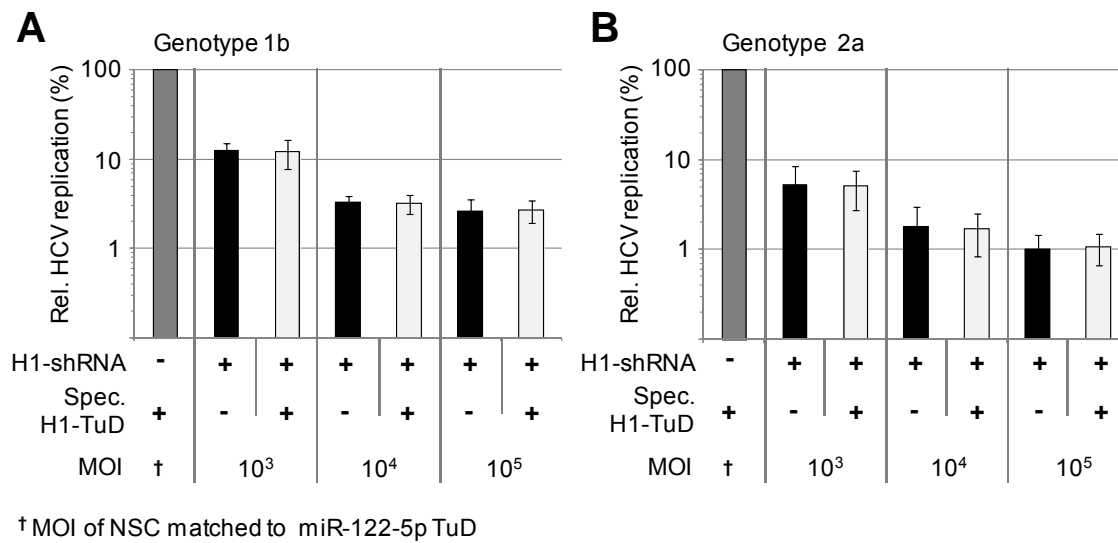 A
Genotype 1b
Rel. HCV replication (%)
100
10
1
H1-shRNA - + + + + + +
Spec.
H1-TuD + - + - + - +
MOI † 10³ 10⁴ 10⁵
B
Genotype 2a
Rel. HCV replication (%)
100
10
1
H1-shRNA - + + + + + +
Spec.
H1-TuD + - + - + - +
MOI † 10³ 10⁴ 10⁵
† MOI of NSC matched to miR-122-5p TuD